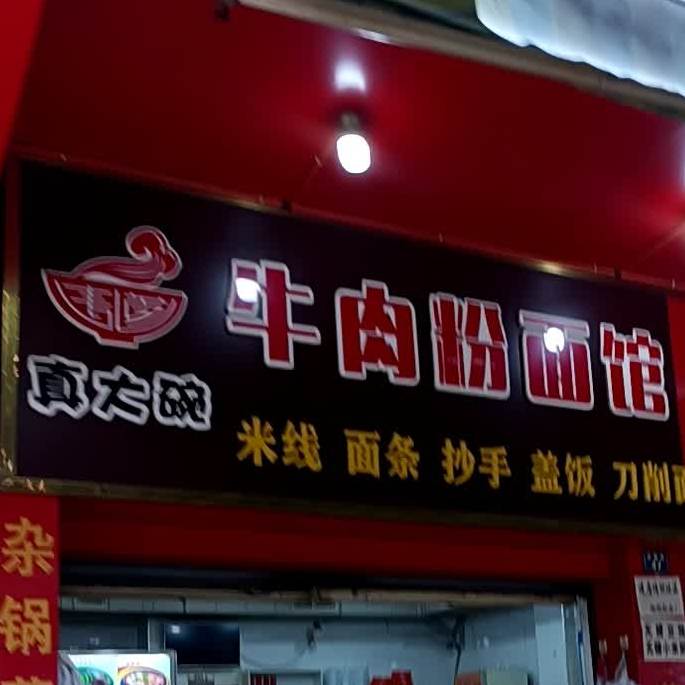 牛肉粉面馆
真大碗
米线 面条 抄手 盖饭 刀削面
杂
锅